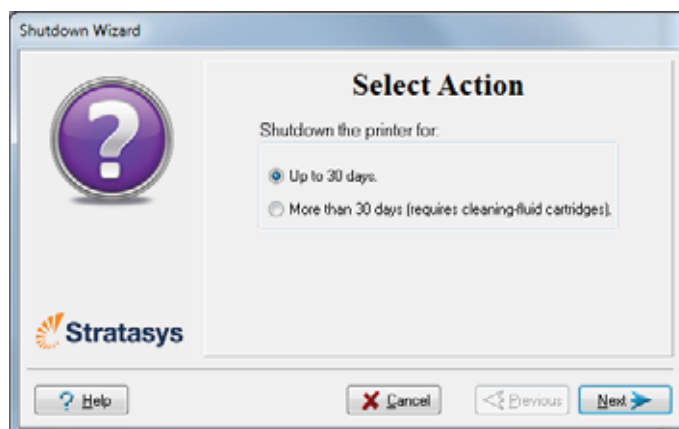 Shutdown Wizard
Select Action
Shutdown the printer for:
Up to 30 days.
More than 30 days (requires cleaning-fluid cartridges).
Stratasys
? Help
Cancel
Previous
Next